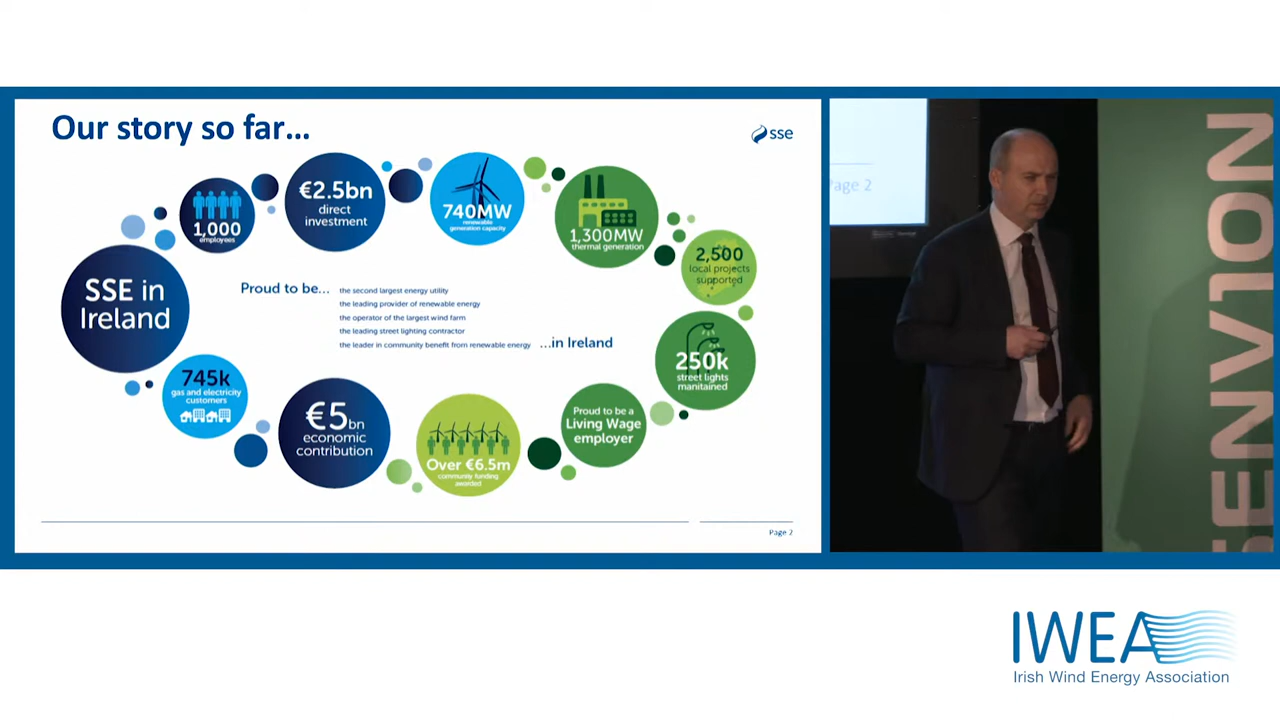 Our story so far...
sse
1,000
employees
€2.5bn
direct
investment
740MW
renewable
generation capacity
1,300MW
thermal generation
2,500
local projects
supported
SSE in
Ireland
Proud to be...
the second largest energy utility
the leading provider of renewable energy
the operator of the largest wind farm
the leading street lighting contractor
the leader in community benefit from renewable energy
...in Ireland
250k
street lights
manitained
745k
gas and electricity
customers
€5bn
economic
contribution
Over €6.5m
community funding
awarded
Proud to be a
Living Wage
employer
Page 2
Page 2
SENV1ON
IWEA
Irish Wind Energy Association